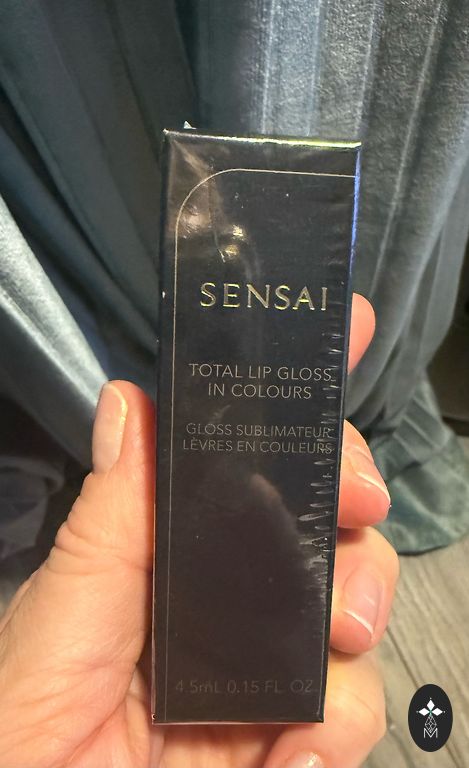 SENSAI
TOTAL LIP GLOSS
IN COLOURS
GLOSS SUBLIMATEUR
LÈVRES EN COULEURS
4.5mL 0.15 FL. OZ.
M